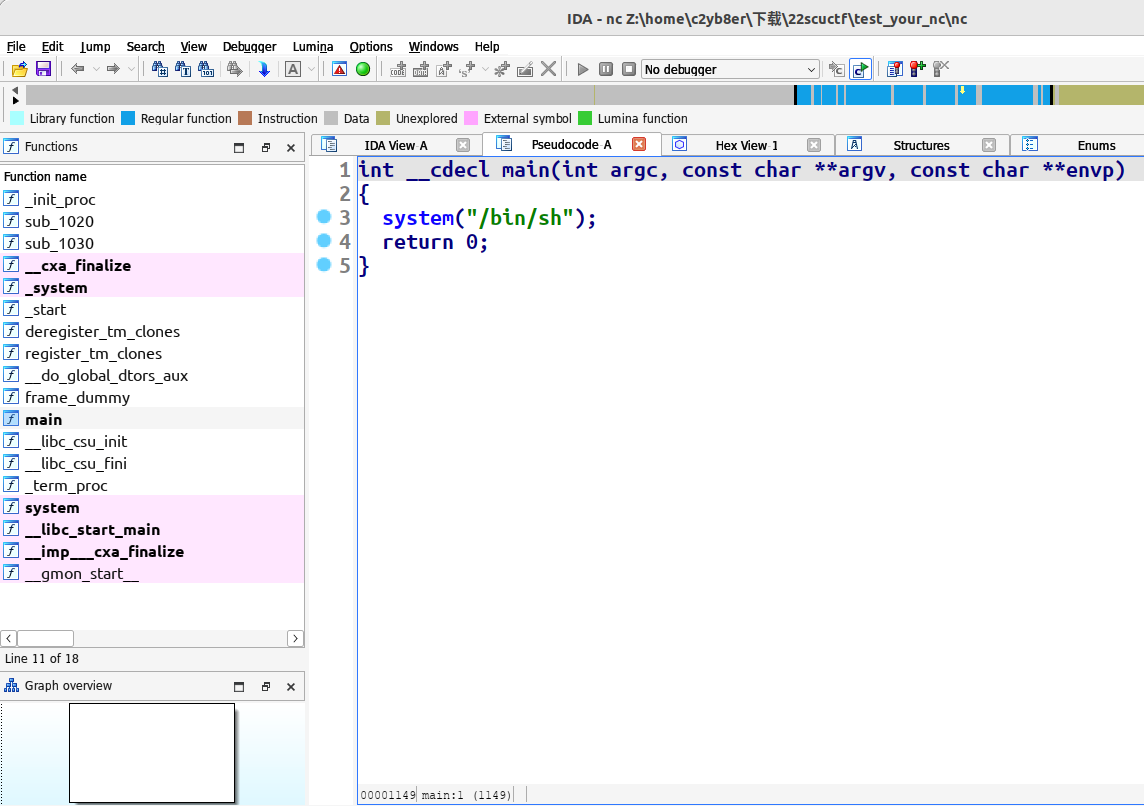 IDA - nc Z:\home\c2yb8er\下载\22scuctf\test_your_nc\nc
File Edit Jump Search View Debugger Lumina Options Windows Help
No debugger
Library function Regular function Instruction Data Unexplored External symbol Lumina function
Functions
IDA View A Pseudocode A Hex View 1 Structures Enums
Function name
_init_proc
sub_1020
sub_1030
__cxa_finalize
_system
_start
deregister_tm_clones
register_tm_clones
__do_global_dtors_aux
frame_dummy
main
__libc_csu_init
__libc_csu_fini
_term_proc
system
__libc_start_main
__imp___cxa_finalize
__gmon_start__
Line 11 of 18
Graph overview
1 int __cdecl main(int argc, const char **argv, const char **envp)
2 {
3 system("/bin/sh");
4 return 0;
5 }
00001149 main:1 (1149)